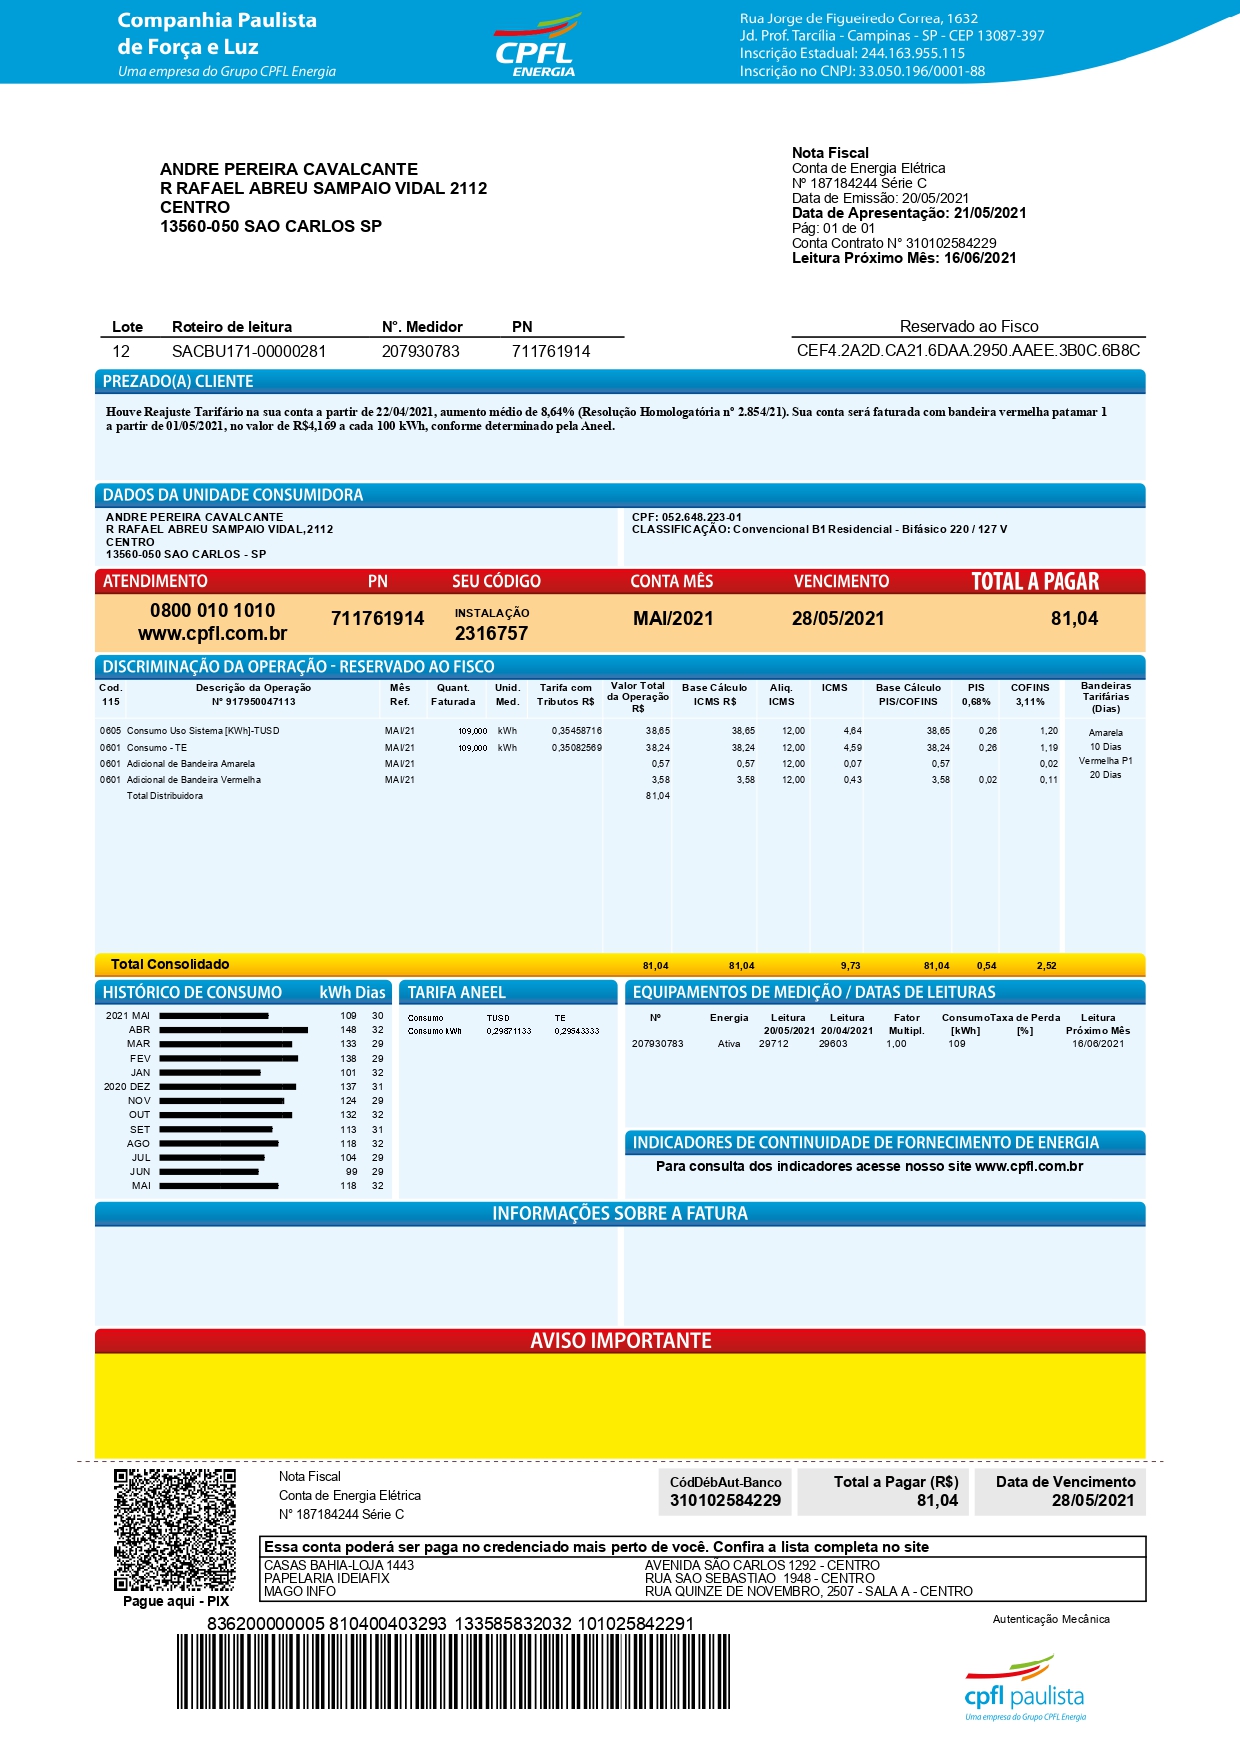 Companhia Paulista
de Força e Luz
Uma empresa do Grupo CPFL Energia
CPFL
ENERGIA
Rua Jorge de Figueiredo Correa, 1632
Jd. Prof. Tarcília - Campinas - SP - CEP 13087-397
Inscrição Estadual: 244.163.955.115
Inscrição no CNPJ: 33.050.196/0001-88
ANDRE PEREIRA CAVALCANTE
R RAFAEL ABREU SAMPAIO VIDAL 2112
CENTRO
13560-050 SAO CARLOS SP
Nota Fiscal
Conta de Energia Elétrica
Nº 187184244 Série C
Data de Emissão: 20/05/2021
Data de Apresentação: 21/05/2021
Pág: 01 de 01
Conta Contrato N° 310102584229
Leitura Próximo Mês: 16/06/2021
Lote Roteiro de leitura N°. Medidor PN
12 SACBU171-00000281 207930783 711761914
Reservado ao Fisco
CEF4.2A2D.CA21.6DAA.2950.AAEE.3B0C.6B8C
PREZADO(A) CLIENTE
Houve Reajuste Tarifário na sua conta a partir de 22/04/2021, aumento médio de 8,64% (Resolução Homologatória nº 2.854/21). Sua conta será faturada com bandeira vermelha patamar 1
a partir de 01/05/2021, no valor de R$4,169 a cada 100 kWh, conforme determinado pela Aneel.
DADOS DA UNIDADE CONSUMIDORA
ANDRE PEREIRA CAVALCANTE
R RAFAEL ABREU SAMPAIO VIDAL,2112
CENTRO
13560-050 SAO CARLOS - SP
CPF: 052.648.223-01
CLASSIFICAÇÃO: Convencional B1 Residencial - Bifásico 220 / 127 V
ATENDIMENTO PN SEU CÓDIGO CONTA MÊS VENCIMENTO TOTAL A PAGAR
0800 010 1010
www.cpfl.com.br
711761914
INSTALAÇÃO
2316757
MAI/2021 28/05/2021 81,04
DISCRIMINAÇÃO DA OPERAÇÃO - RESERVADO AO FISCO
Cod. Descrição da Operação Mês Quant. Unid. Tarifa com Valor Total Base Cálculo Aliq. ICMS Base Cálculo PIS COFINS Bandeiras
115 Nº 917950047113 Ref. Faturada Med. Tributos R$ da Operação ICMS R$ ICMS PIS/COFINS 0,68% 3,11% Tarifárias
R$ (Dias)
0605 Consumo Uso Sistema [KWh]-TUSD MAI/21 109,000 kWh 0,35458716 38,65 38,65 12,00 4,64 38,65 0,26 1,20 Amarela
0601 Consumo - TE MAI/21 109,000 kWh 0,35082569 38,24 38,24 12,00 4,59 38,24 0,26 1,19 10 Dias
0601 Adicional de Bandeira Amarela MAI/21 0,57 0,57 12,00 0,07 0,57 0,02 Vermelha P1
0601 Adicional de Bandeira Vermelha MAI/21 3,58 3,58 12,00 0,43 3,58 0,02 0,11 20 Dias
Total Distribuidora 81,04
Total Consolidado 81,04 81,04 9,73 81,04 0,54 2,52
HISTÓRICO DE CONSUMO kWh Dias
2021 MAI 109 30
ABR 148 32
MAR 133 29
FEV 138 29
JAN 101 32
2020 DEZ 137 31
NOV 124 29
OUT 132 32
SET 113 31
AGO 118 32
JUL 104 29
JUN 99 29
MAI 118 32
TARIFA ANEEL
Consumo TUSD TE
Consumo kWh 0,29871133 0,29543333
EQUIPAMENTOS DE MEDIÇÃO / DATAS DE LEITURAS
Nº Energia Leitura Leitura Fator Consumo Taxa de Perda Leitura
20/05/2021 20/04/2021 Multipl. [kWh] [%] Próximo Mês
207930783 Ativa 29712 29603 1,00 109 16/06/2021
INDICADORES DE CONTINUIDADE DE FORNECIMENTO DE ENERGIA
Para consulta dos indicadores acesse nosso site www.cpfl.com.br
INFORMAÇÕES SOBRE A FATURA
AVISO IMPORTANTE
Pague aqui - PIX
Nota Fiscal
Conta de Energia Elétrica
N° 187184244 Série C
CódDébAut-Banco
310102584229
Total a Pagar (R$)
81,04
Data de Vencimento
28/05/2021
Essa conta poderá ser paga no credenciado mais perto de você. Confira a lista completa no site
CASAS BAHIA-LOJA 1443 AVENIDA SÃO CARLOS 1292 - CENTRO
PAPELARIA IDEIAFIX RUA SAO SEBASTIAO 1948 - CENTRO
MAGO INFO RUA QUINZE DE NOVEMBRO, 2507 - SALA A - CENTRO
836200000005 810400403293 133585832032 101025842291
Autenticação Mecânica
cpfl paulista
Uma empresa do Grupo CPFL Energia